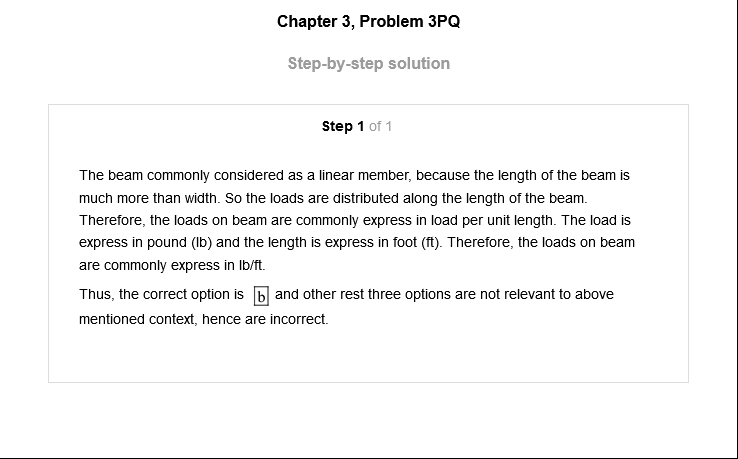 Chapter 3, Problem 3PQ
Step-by-step solution
Step 1 of 1
The beam commonly considered as a linear member, because the length of the beam is
much more than width. So the loads are distributed along the length of the beam.
Therefore, the loads on beam are commonly express in load per unit length. The load is
express in pound (lb) and the length is express in foot (ft). Therefore, the loads on beam
are commonly express in lb/ft.
Thus, the correct option is b and other rest three options are not relevant to above
mentioned context, hence are incorrect.